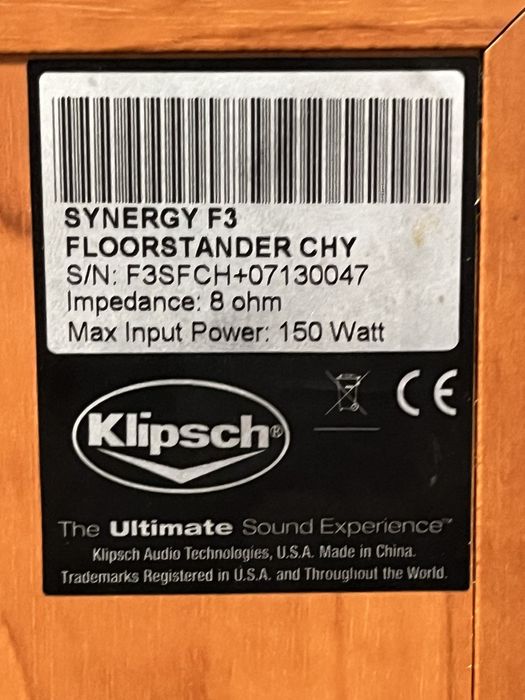 SYNERGY F3
FLOORSTANDER CHY
S/N: F3SFCH+07130047
Impedance: 8 ohm
Max Input Power: 150 Watt
CE
Klipsch®
The Ultimate Sound Experience™
Klipsch Audio Technologies, U.S.A. Made in China.
Trademarks Registered in U.S.A. and Throughout the World.